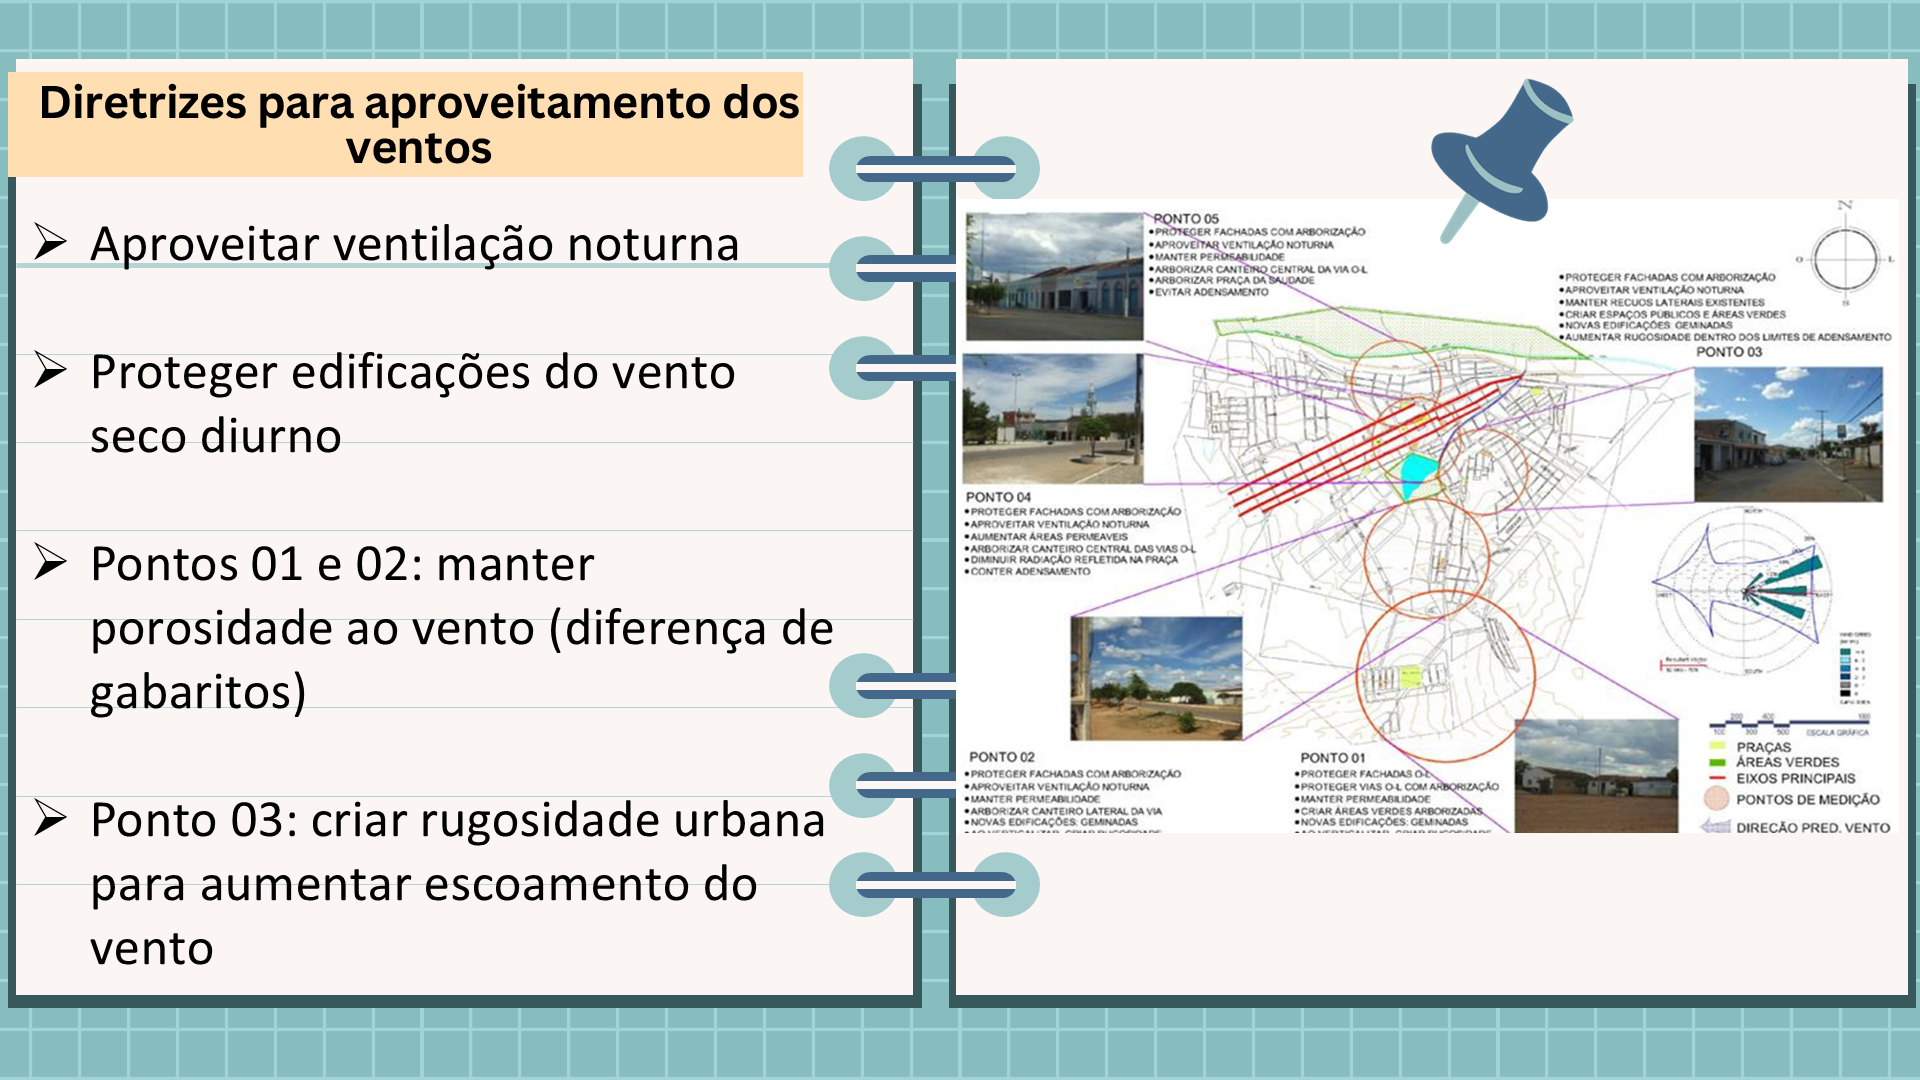 Diretrizes para aproveitamento dos
ventos
Aproveitar ventilação noturna
Proteger edificações do vento
seco diurno
Pontos 01 e 02: manter
porosidade ao vento (diferença de
gabaritos)
Ponto 03: criar rugosidade urbana
para aumentar escoamento do
vento
PONTO 05
•PROTEGER FACHADAS COM ARBORIZAÇÃO
•APROVEITAR VENTILAÇÃO NOTURNA
•MANTER PERMEABILIDADE
•ARBORIZAR CANTEIRO CENTRAL DA VIA O-L
•ARBORIZAR PRAÇA DA SAUDADE
•EVITAR ADENSAMENTO
N
O
L
S
•PROTEGER FACHADAS COM ARBORIZAÇÃO
•APROVEITAR VENTILAÇÃO NOTURNA
•MANTER RECUOS LATERAIS EXISTENTES
•CRIAR ESPAÇOS PÚBLICOS E ÁREAS VERDES
•NOVAS EDIFICAÇÕES: GEMINADAS
•AUMENTAR RUGOSIDADE DENTRO DOS LIMITES DE ADENSAMENTO
PONTO 03
PONTO 04
•PROTEGER FACHADAS COM ARBORIZAÇÃO
•APROVEITAR VENTILAÇÃO NOTURNA
•AUMENTAR ÁREAS PERMEAVEIS
•ARBORIZAR CANTEIRO CENTRAL DAS VIAS O-L
•DIMINUIR RADIAÇÃO REFLETIDA NA PRAÇA
•CONTER ADENSAMENTO
PONTO 02
•PROTEGER FACHADAS COM ARBORIZAÇÃO
•APROVEITAR VENTILAÇÃO NOTURNA
•MANTER PERMEABILIDADE
•ARBORIZAR CANTEIRO LATERAL DA VIA
•NOVAS EDIFICAÇÕES: GEMINADAS
PONTO 01
•PROTEGER FACHADAS O-L
•PROTEGER VIAS O-L COM ARBORIZAÇÃO
•MANTER PERMEABILIDADE
•CRIAR ÁREAS VERDES ARBORIZADAS
•NOVAS EDIFICAÇÕES: GEMINADAS
200 400 1000
100 300 500 ESCALA GRÁFICA
PRAÇAS
ÁREAS VERDES
EIXOS PRINCIPAIS
PONTOS DE MEDIÇÃO
DIREÇÃO PRED. VENTO